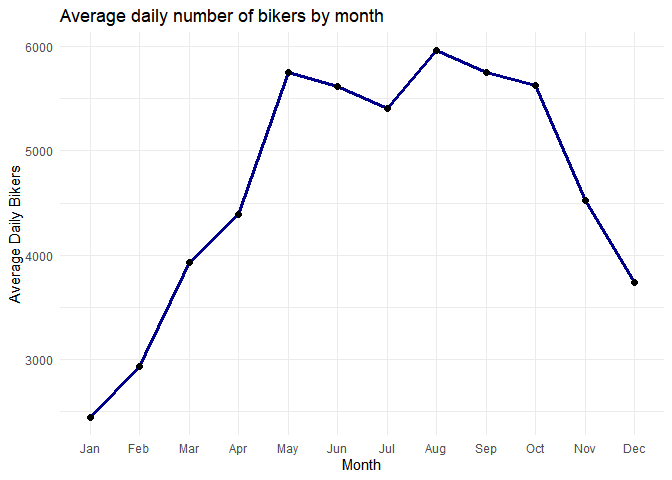 Average daily number of bikers by month
6000
5000
4000
3000
Average Daily Bikers
Jan Feb Mar Apr May Jun Jul Aug Sep Oct Nov Dec
Month